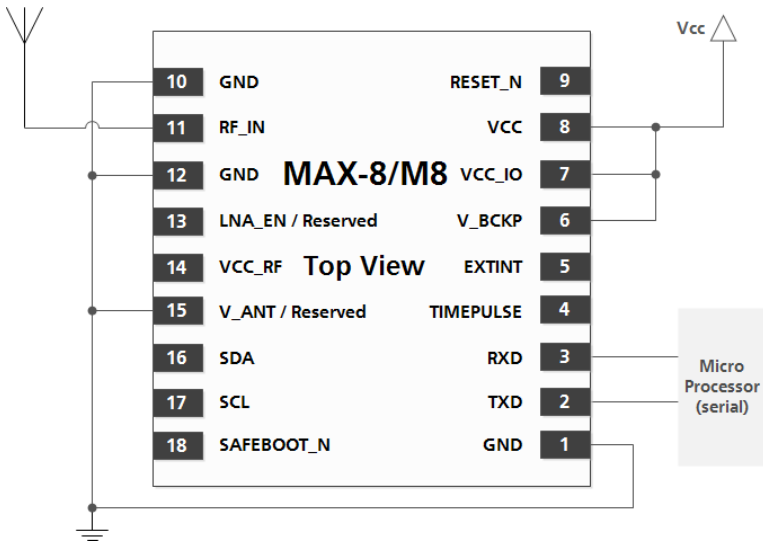 Vcc
10 GND RESET_N 9
11 RF_IN VCC 8
12 GND MAX-8/M8 VCC_IO 7
13 LNA_EN / Reserved V_BCKP 6
14 VCC_RF Top View EXTINT 5
15 V_ANT / Reserved TIMEPULSE 4
16 SDA RXD 3
17 SCL TXD 2
18 SAFEBOOT_N GND 1
Micro
Processor
(serial)